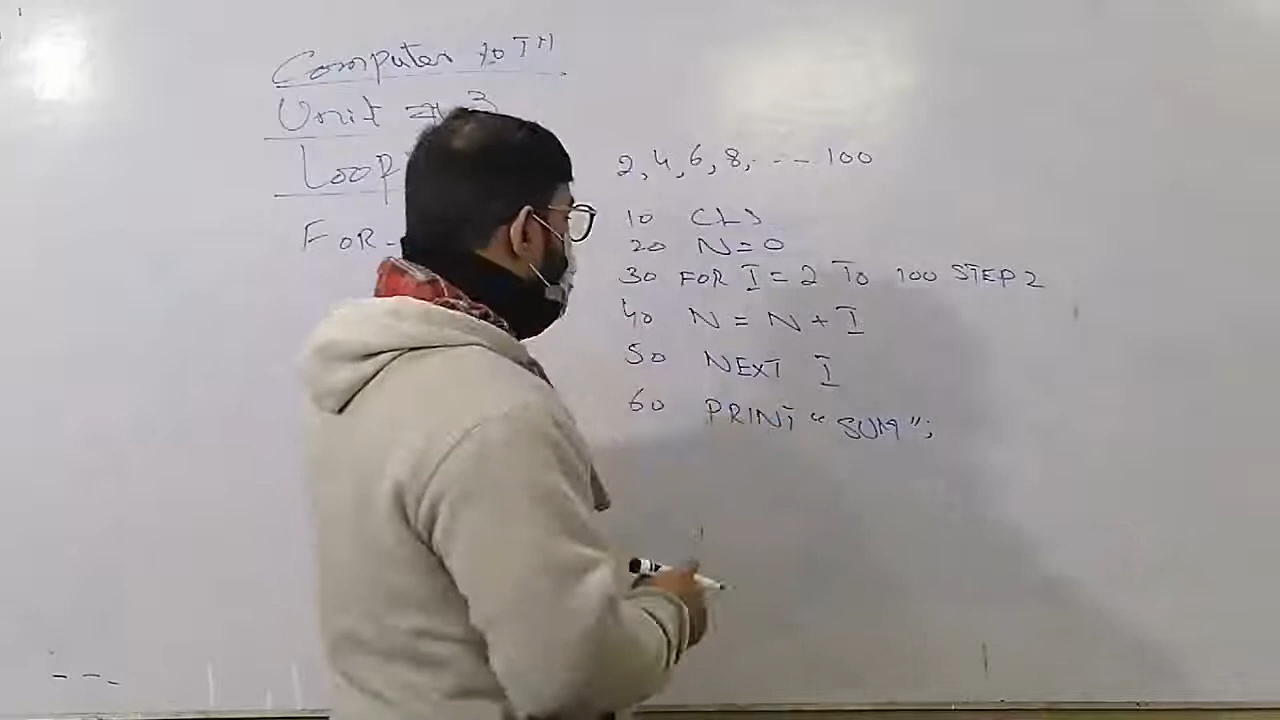 Computer 10TH
Unit # 3
Loop
FOR-
2, 4, 6, 8, ---- 100
10 CLS
20 N=0
30 FOR I=2 TO 100 STEP 2
40 N = N + I
50 NEXT I
60 PRINT "SUM";